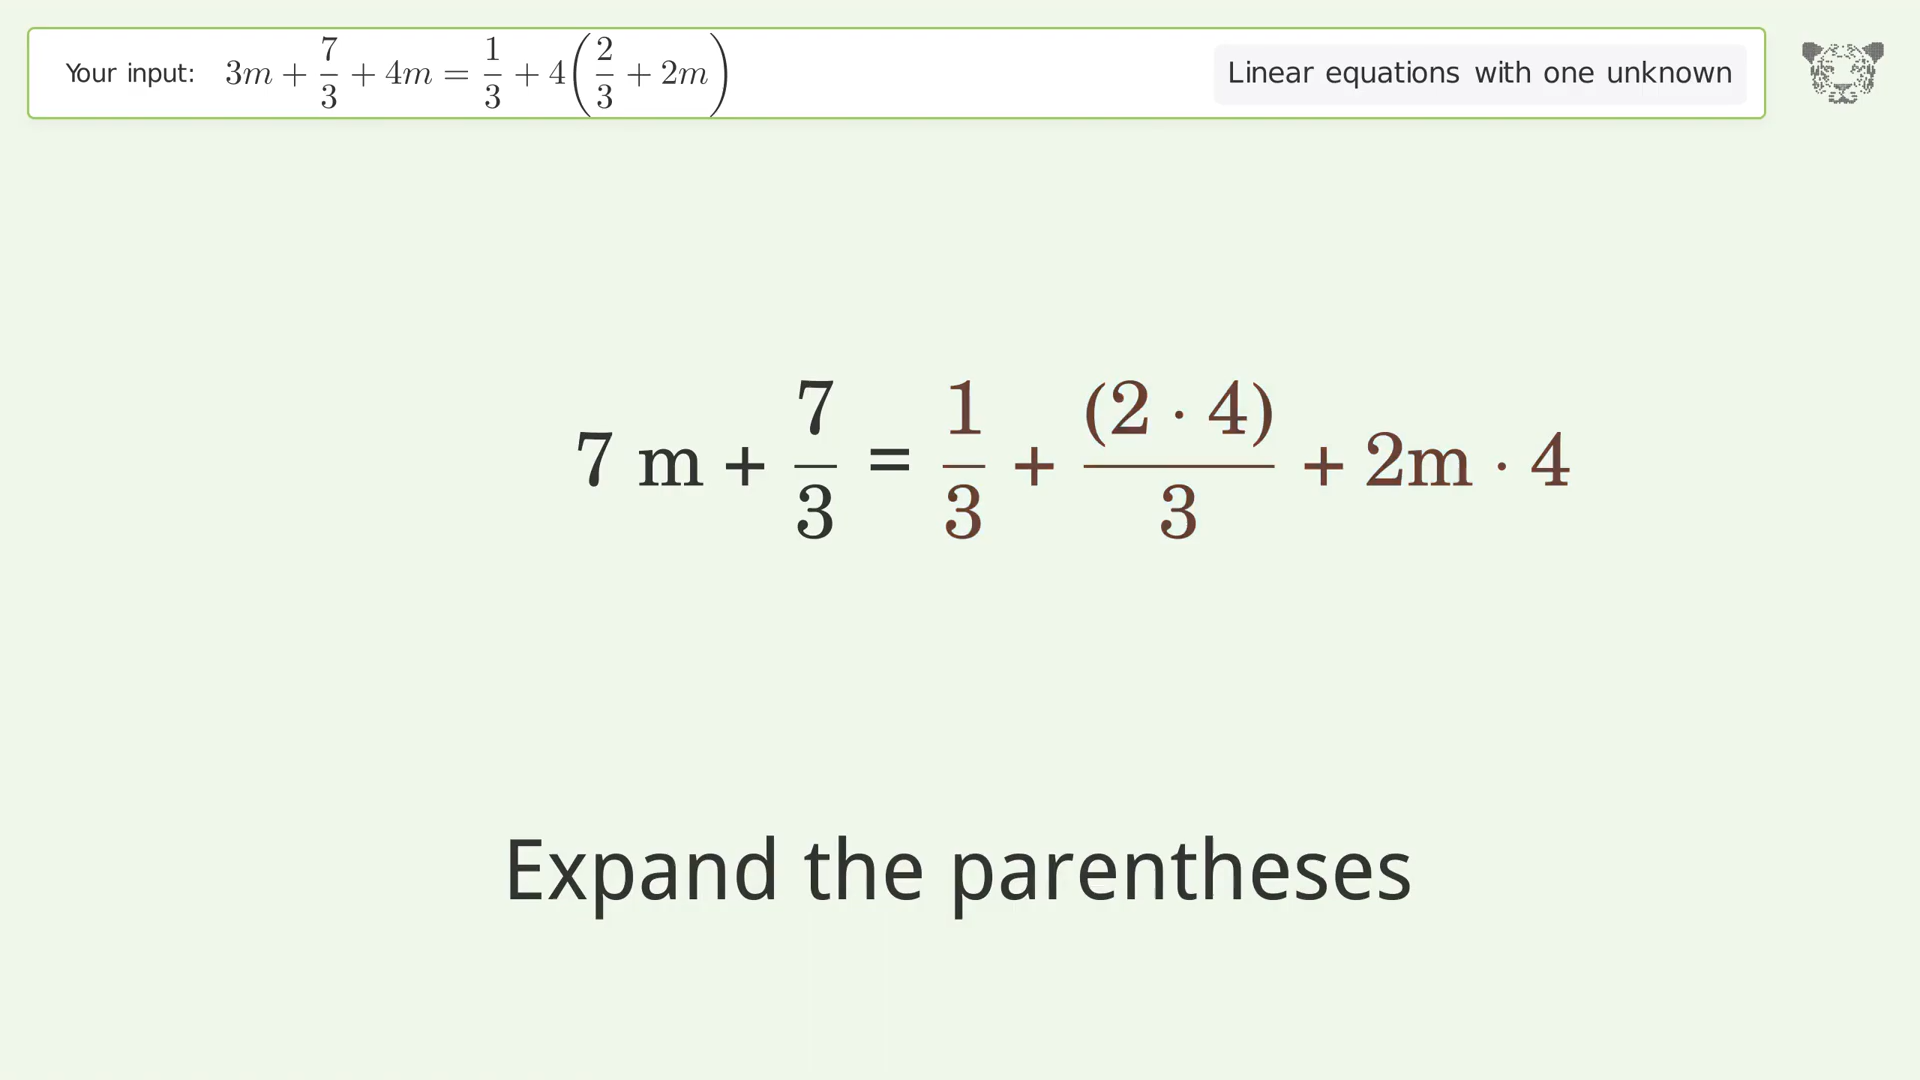 Your input: 3m + 7/3 + 4m = 1/3 + 4(2/3 + 2m)
Linear equations with one unknown
7 m + 7/3 = 1/3 + (2 · 4)/3 + 2m · 4
Expand the parentheses